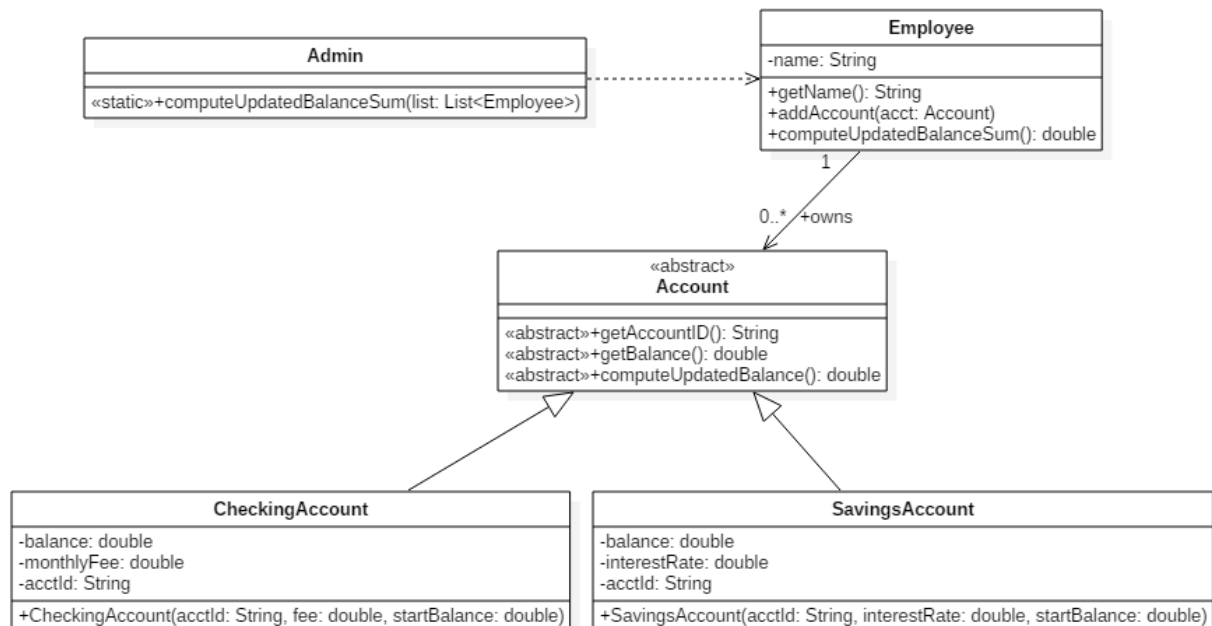 Admin
«static»+computeUpdatedBalanceSum(list: List<Employee>)
Employee
-name: String
+getName(): String
+addAccount(acct: Account)
+computeUpdatedBalanceSum(): double
1
0..* +owns
«abstract»
Account
«abstract»+getAccountID(): String
«abstract»+getBalance(): double
«abstract»+computeUpdatedBalance(): double
CheckingAccount
-balance: double
-monthlyFee: double
-acctId: String
+CheckingAccount(acctId: String, fee: double, startBalance: double)
SavingsAccount
-balance: double
-interestRate: double
-acctId: String
+SavingsAccount(acctId: String, interestRate: double, startBalance: double)